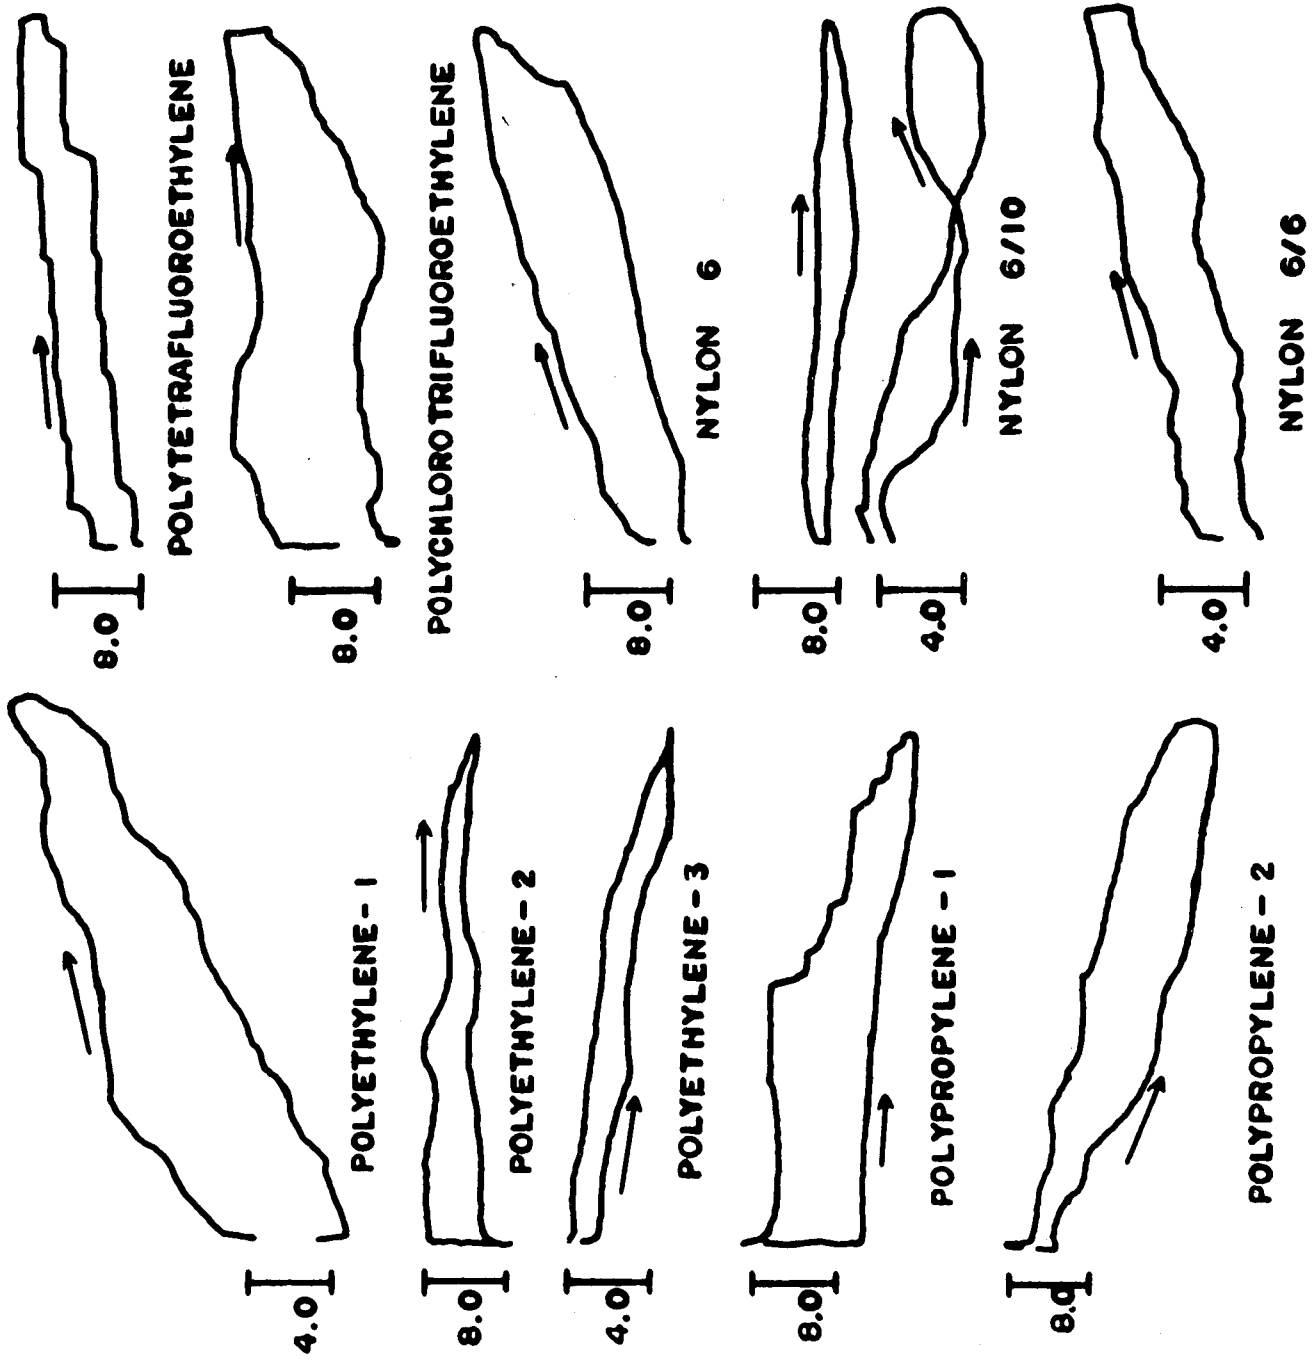 4.0
POLYETHYLENE-1
8.0
POLYETHYLENE-2
4.0
POLYETHYLENE-3
8.0
POLYPROPYLENE-1
8.0
POLYPROPYLENE-2
8.0
POLYTETRAFLUOROETHYLENE
8.0
POLYCHLOROTRIFLUOROETHYLENE
8.0
NYLON 6
8.0
4.0
NYLON 6/10
4.0
NYLON 6/6